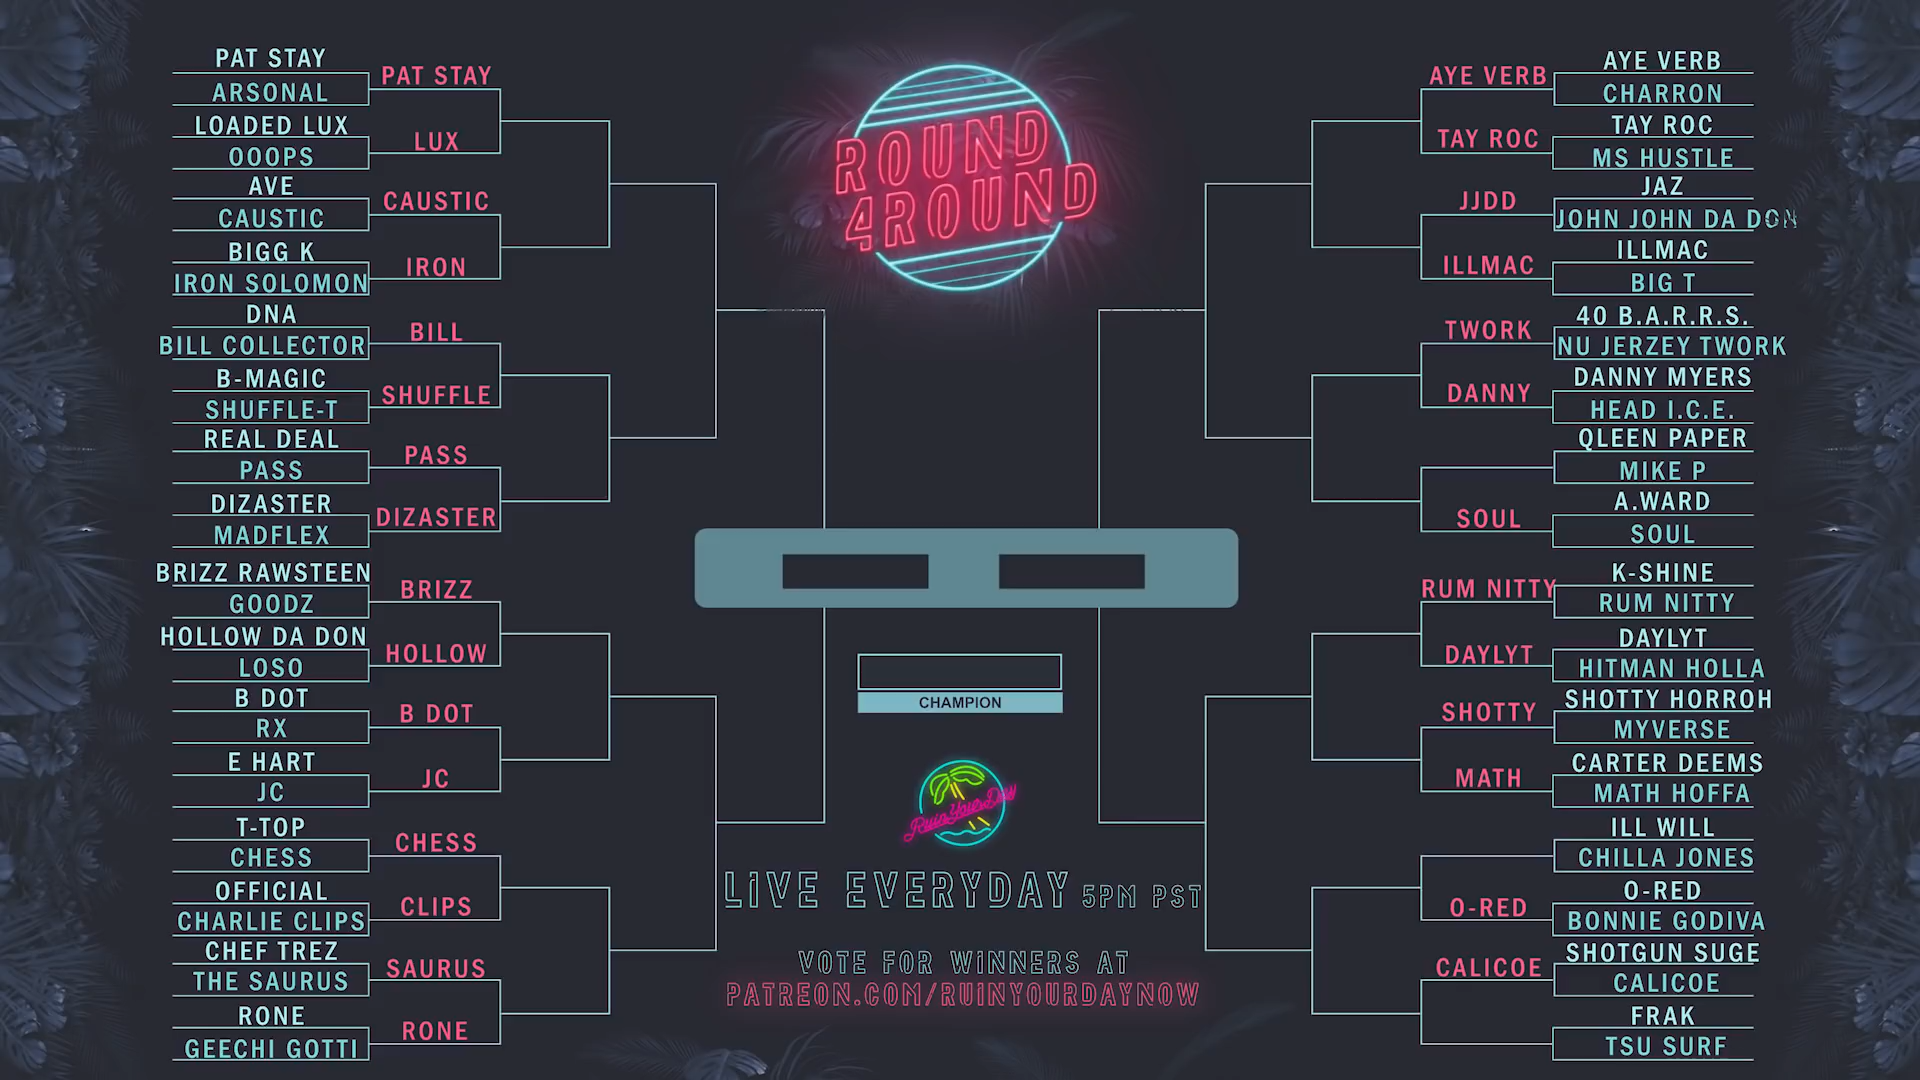 PAT STAY
ARSONAL
LOADED LUX
OOOPS
AVE
CAUSTIC
BIGG K
IRON SOLOMON
DNA
BILL COLLECTOR
B-MAGIC
SHUFFLE-T
REAL DEAL
PASS
DIZASTER
MADFLEX
BRIZZ RAWSTEEN
GOODZ
HOLLOW DA DON
LOSO
B DOT
RX
E HART
JC
T-TOP
CHESS
OFFICIAL
CHARLIE CLIPS
CHEF TREZ
THE SAURUS
RONE
GEECHI GOTTI
PAT STAY
LUX
CAUSTIC
IRON
BILL
SHUFFLE
PASS
DIZASTER
BRIZZ
HOLLOW
B DOT
JC
CHESS
CLIPS
SAURUS
RONE
ROUND
4ROUND
CHAMPION
Ruin Your Day
LIVE EVERYDAY 5PM PST
VOTE FOR WINNERS AT
PATREON.COM/RUINYOURDAYNOW
AYE VERB
TAY ROC
JJDD
ILLMAC
TWORK
DANNY
SOUL
RUM NITTY
DAYLYT
SHOTTY
MATH
O-RED
CALICOE
AYE VERB
CHARRON
TAY ROC
MS HUSTLE
JAZ
JOHN JOHN DA DON
ILLMAC
BIG T
40 B.A.R.R.S.
NU JERZEY TWORK
DANNY MYERS
HEAD I.C.E.
QLEEN PAPER
MIKE P
A.WARD
SOUL
K-SHINE
RUM NITTY
DAYLYT
HITMAN HOLLA
SHOTTY HORROH
MYVERSE
CARTER DEEMS
MATH HOFFA
ILL WILL
CHILLA JONES
O-RED
BONNIE GODIVA
SHOTGUN SUGE
CALICOE
FRAK
TSU SURF